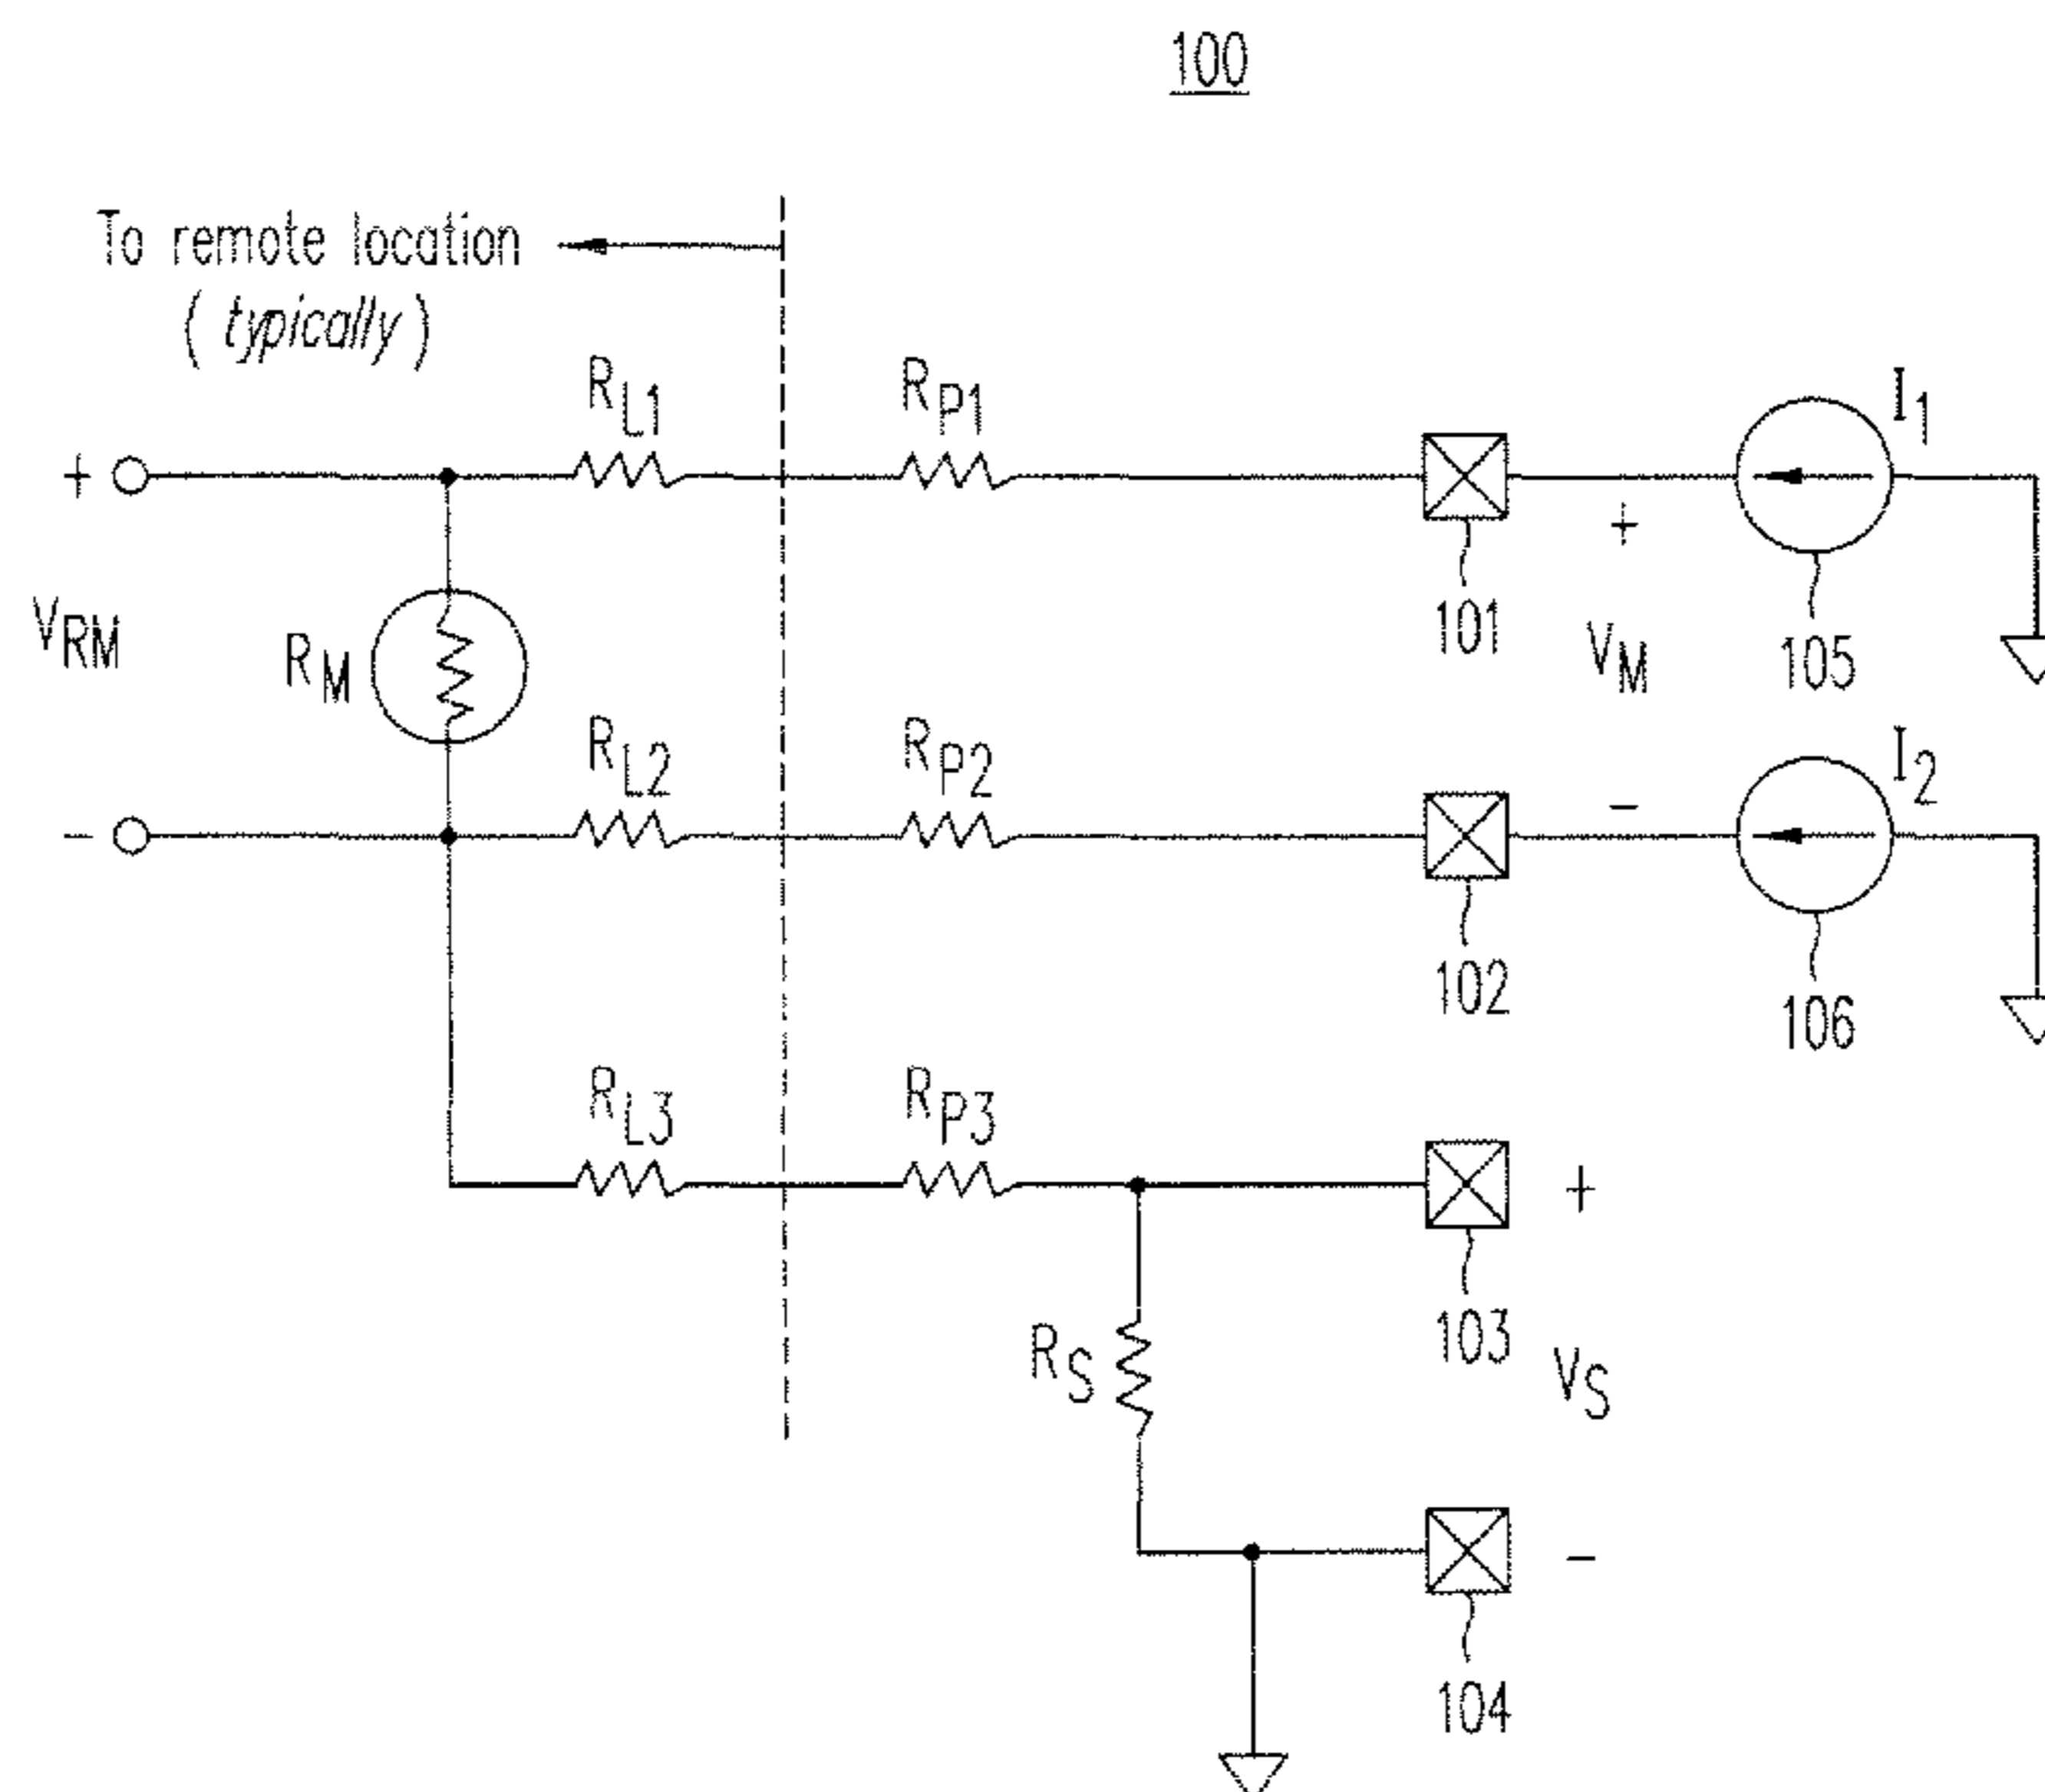 100
To remote location
( typically )
R_L1
R_P1
I_1
+
+
101
V_M
105
V_RM
R_M
R_L2
R_P2
I_2
-
-
102
106
R_L3
R_P3
+
103
R_S
V_S
-
104